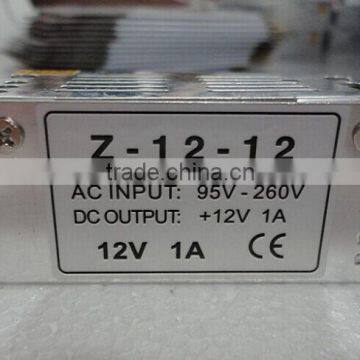 Z-12-12
trade.china.cn
AC INPUT: 95V - 260V
DC OUTPUT: +12V 1A
12V 1A CE